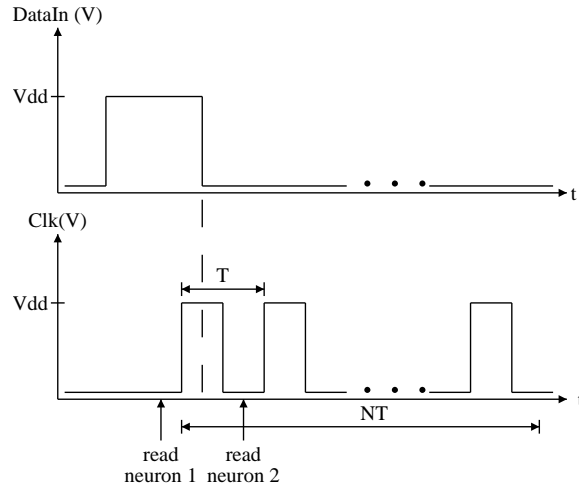 DataIn (V)
Vdd
t
Clk(V)
T
Vdd
t
NT
read
neuron 1
read
neuron 2